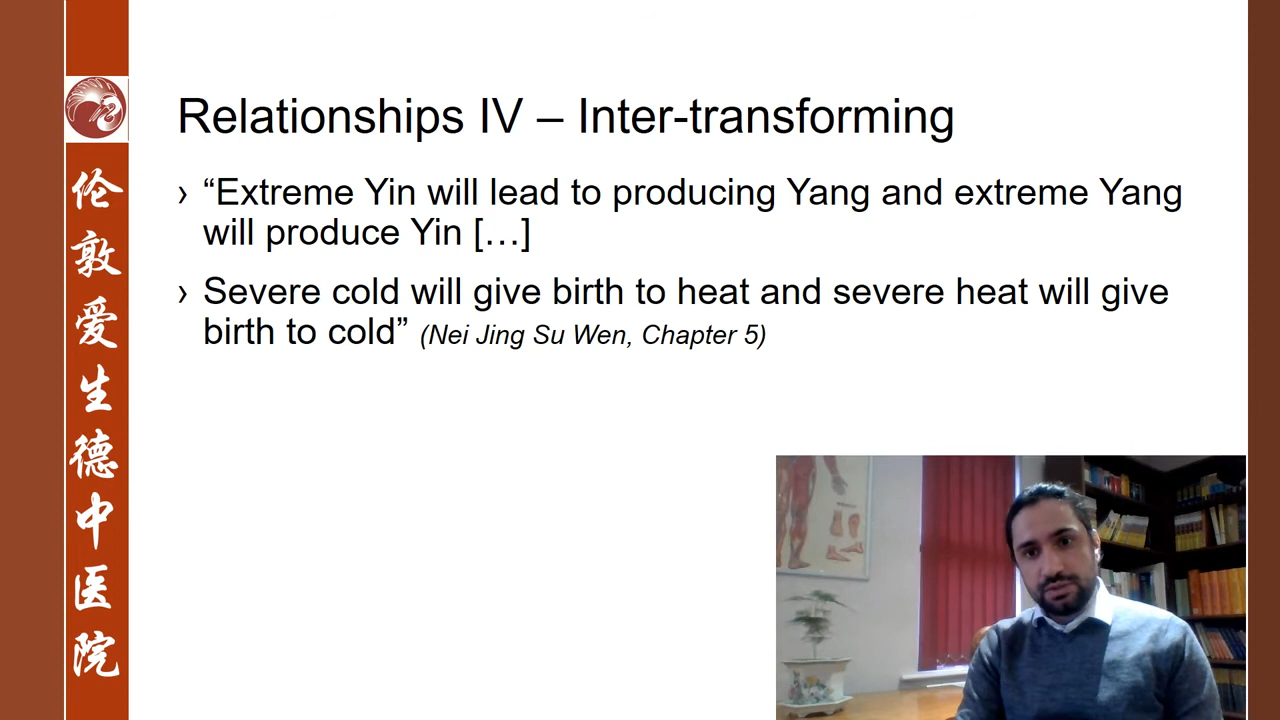 Relationships IV – Inter-transforming
› “Extreme Yin will lead to producing Yang and extreme Yang
will produce Yin […]
› Severe cold will give birth to heat and severe heat will give
birth to cold” (Nei Jing Su Wen, Chapter 5)
伦敦爱生德中医院